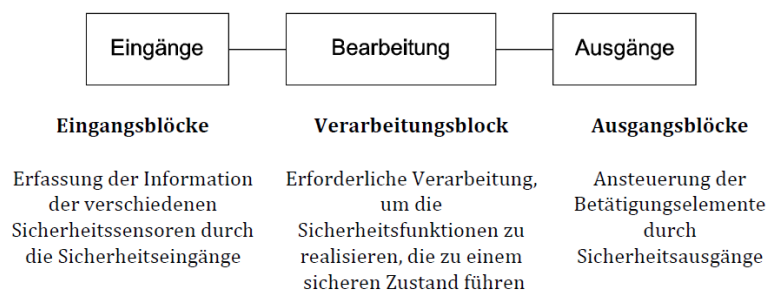 Eingänge
Bearbeitung
Ausgänge
Eingangsblöcke
Erfassung der Information
der verschiedenen
Sicherheitssensoren durch
die Sicherheitseingänge
Verarbeitungsblock
Erforderliche Verarbeitung,
um die
Sicherheitsfunktionen zu
realisieren, die zu einem
sicheren Zustand führen
Ausgangsblöcke
Ansteuerung der
Betätigungselemente
durch
Sicherheitsausgänge